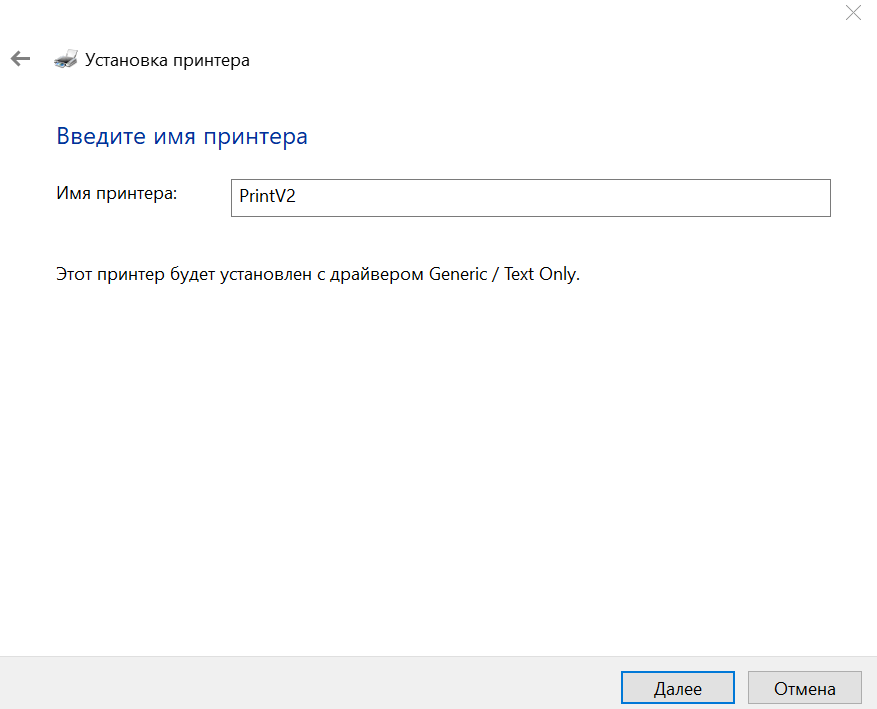 Установка принтера
Введите имя принтера
Имя принтера: PrintV2
Этот принтер будет установлен с драйвером Generic / Text Only.
Далее Отмена